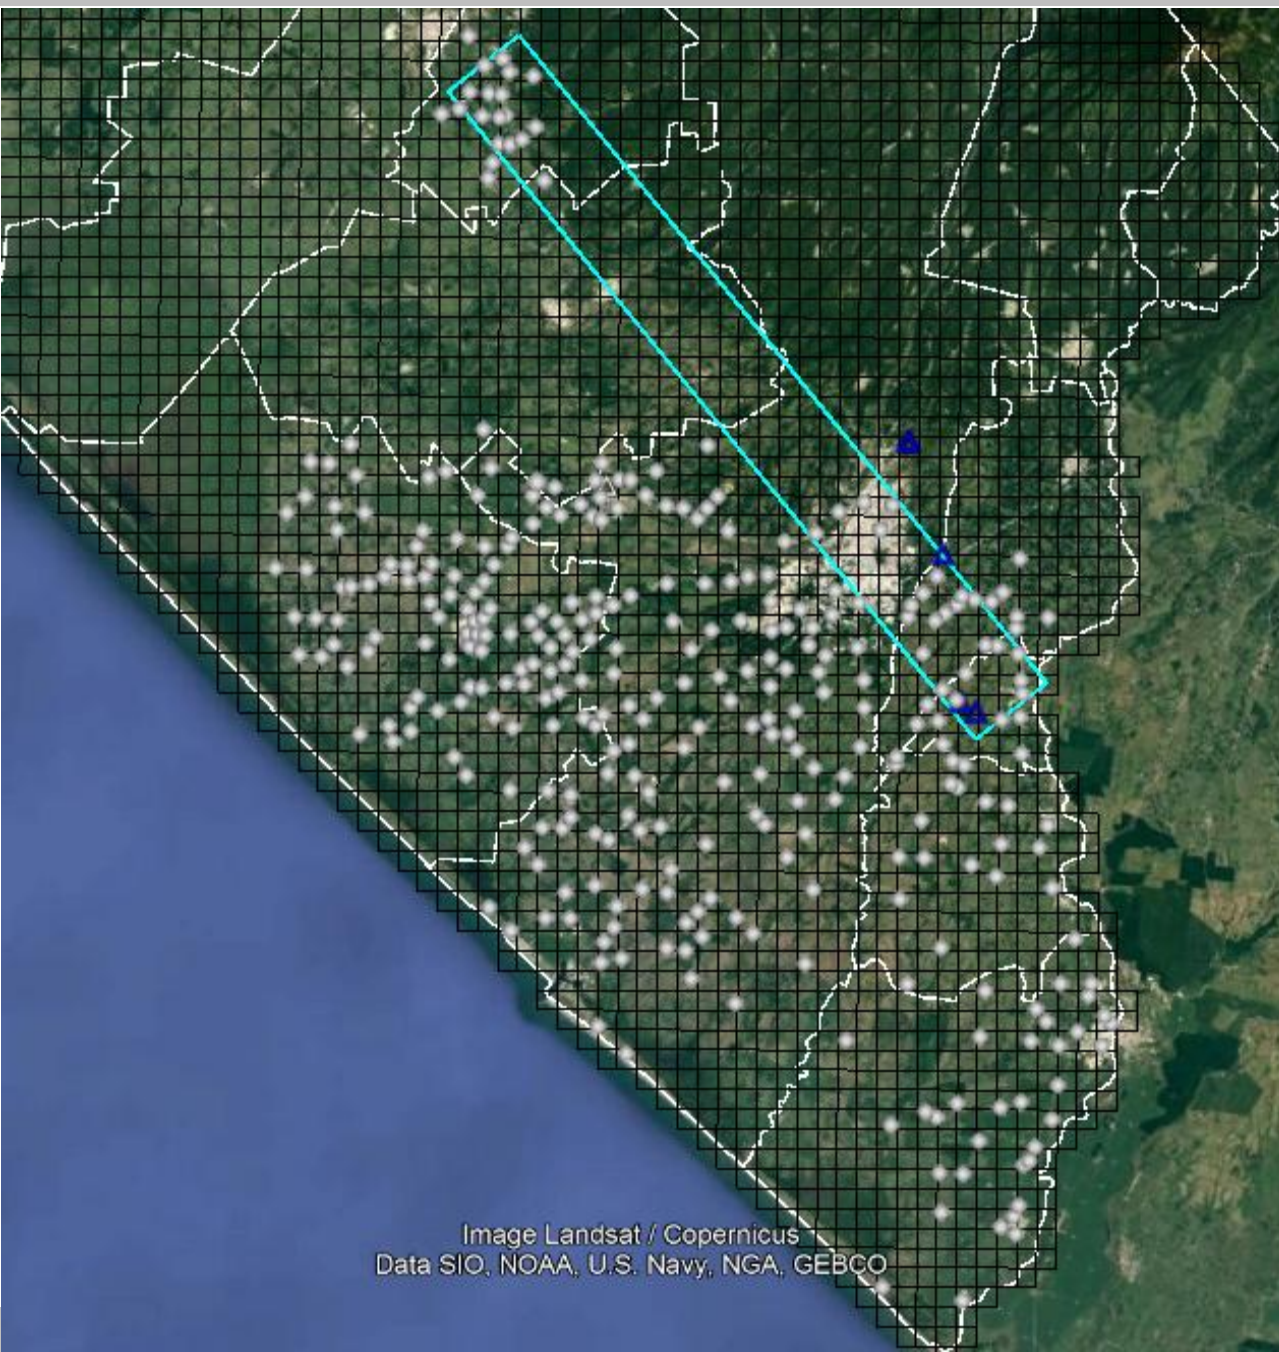 Image Landsat / Copernicus
Data SIO, NOAA, U.S. Navy, NGA, GEBCO